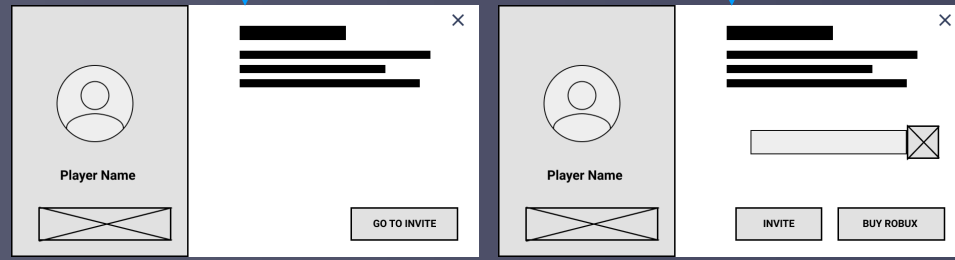 Player Name
GO TO INVITE
Player Name
INVITE
BUY ROBUX